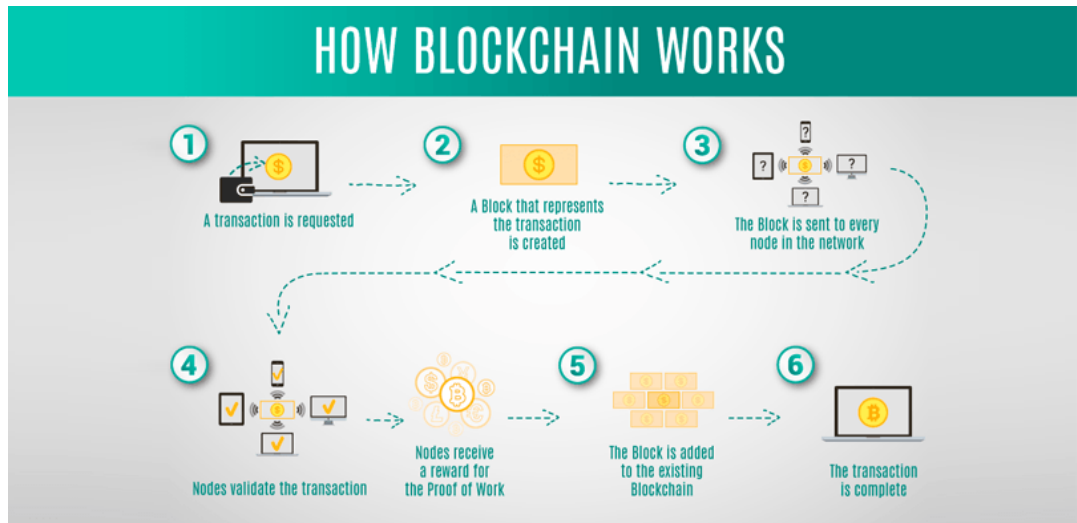 HOW BLOCKCHAIN WORKS
1
A transaction is requested
2
A Block that represents
the transaction
is created
3
The Block is sent to every
node in the network
4
Nodes validate the transaction
Nodes receive
a reward for
the Proof of Work
5
The Block is added
to the existing
Blockchain
6
The transaction
is complete